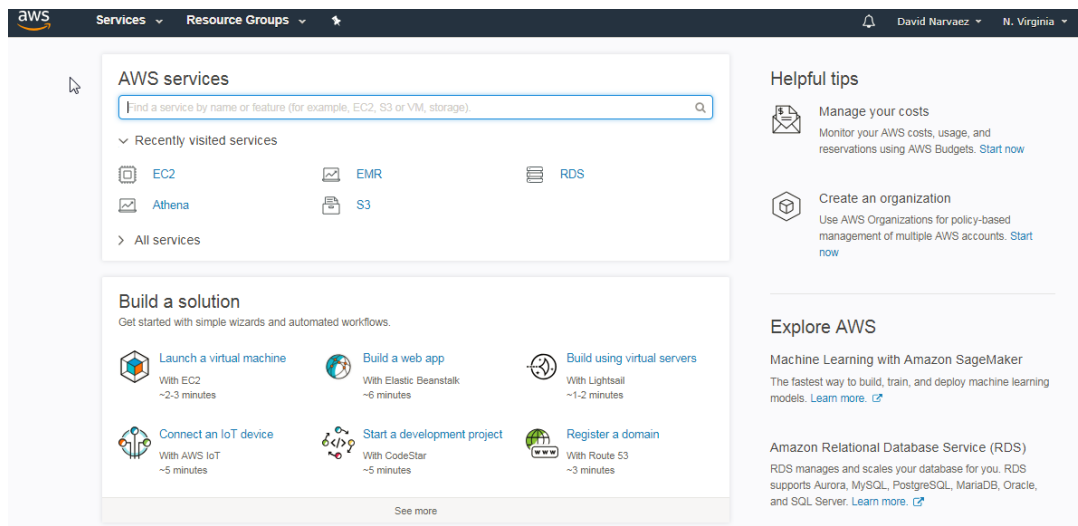 aws Services Resource Groups David Narvaez N. Virginia
AWS services
Find a service by name or feature (for example, EC2, S3 or VM, storage).
Recently visited services
EC2 EMR RDS
Athena S3
All services
Build a solution
Get started with simple wizards and automated workflows.
Launch a virtual machine
With EC2
~2-3 minutes
Build a web app
With Elastic Beanstalk
~6 minutes
Build using virtual servers
With Lightsail
~1-2 minutes
Connect an IoT device
With AWS IoT
~5 minutes
Start a development project
With CodeStar
~5 minutes
Register a domain
With Route 53
~3 minutes
www
See more
Helpful tips
Manage your costs
Monitor your AWS costs, usage, and
reservations using AWS Budgets. Start now
Create an organization
Use AWS Organizations for policy-based
management of multiple AWS accounts. Start
now
Explore AWS
Machine Learning with Amazon SageMaker
The fastest way to build, train, and deploy machine learning
models. Learn more.
Amazon Relational Database Service (RDS)
RDS manages and scales your database for you. RDS
supports Aurora, MySQL, PostgreSQL, MariaDB, Oracle,
and SQL Server. Learn more.